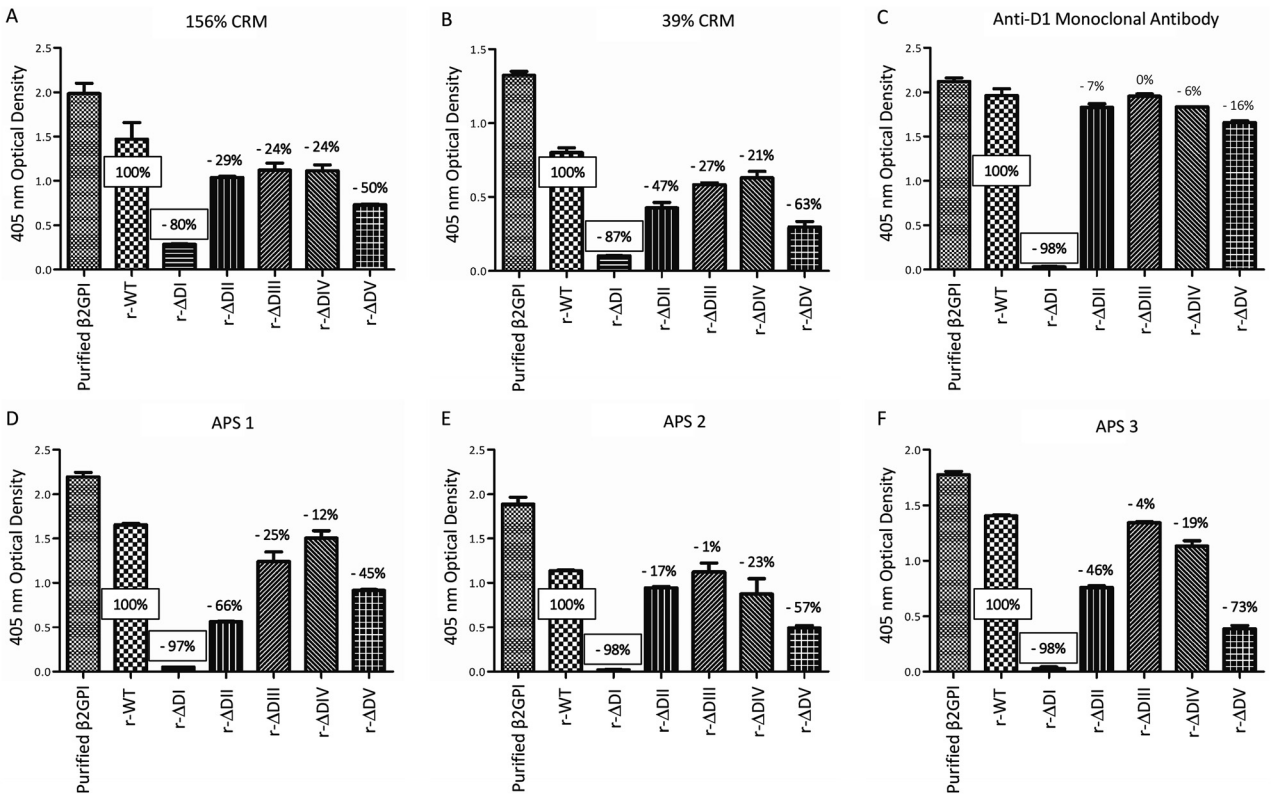 A
156% CRM
405 nm Optical Density
2.5
2.0
1.5
1.0
0.5
0.0
100%
- 80%
- 29%
- 24%
- 24%
- 50%
Purified β2GPI
r-WT
r-ΔDI
r-ΔDII
r-ΔDIII
r-ΔDIV
r-ΔDV
B
39% CRM
405 nm Optical Density
1.5
1.0
0.5
0.0
100%
- 87%
- 47%
- 27%
- 21%
- 63%
Purified β2GPI
r-WT
r-ΔDI
r-ΔDII
r-ΔDIII
r-ΔDIV
r-ΔDV
C
Anti-D1 Monoclonal Antibody
405 nm Optical Density
2.5
2.0
1.5
1.0
0.5
0.0
100%
- 98%
- 7%
0%
- 6%
- 16%
Purified β2GPI
r-WT
r-ΔDI
r-ΔDII
r-ΔDIII
r-ΔDIV
r-ΔDV
D
APS 1
405 nm Optical Density
2.5
2.0
1.5
1.0
0.5
0.0
100%
- 97%
- 66%
- 25%
- 12%
- 45%
Purified β2GPI
r-WT
r-ΔDI
r-ΔDII
r-ΔDIII
r-ΔDIV
r-ΔDV
E
APS 2
405 nm Optical Density
2.5
2.0
1.5
1.0
0.5
0.0
100%
- 98%
- 17%
- 1%
- 23%
- 57%
Purified β2GPI
r-WT
r-ΔDI
r-ΔDII
r-ΔDIII
r-ΔDIV
r-ΔDV
F
APS 3
405 nm Optical Density
2.0
1.5
1.0
0.5
0.0
100%
- 98%
- 46%
- 4%
- 19%
- 73%
Purified β2GPI
r-WT
r-ΔDI
r-ΔDII
r-ΔDIII
r-ΔDIV
r-ΔDV